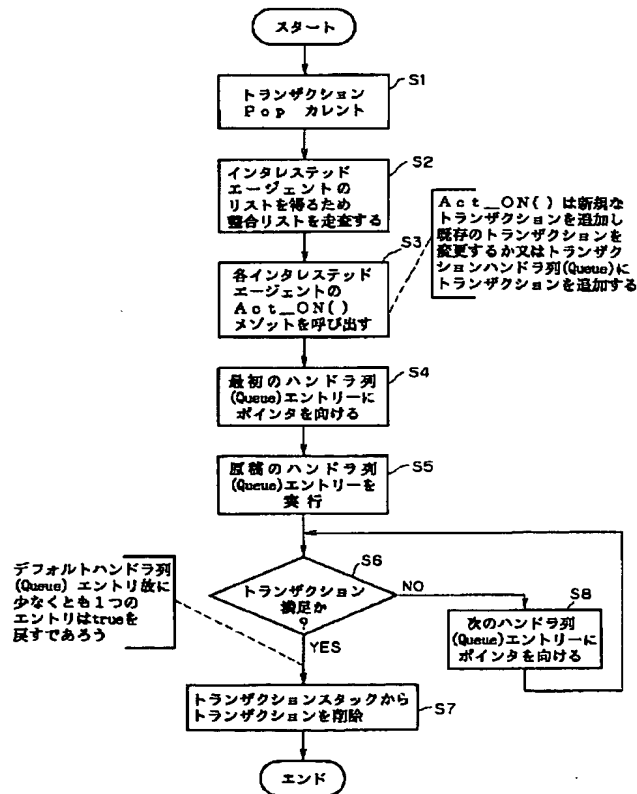 スタート
S1
トランザクション
Pop カレント
S2
インタレステッド
エージェントの
リストを得るため
整合リストを走査する
Act_ON()は新規な
トランザクションを追加し
既存のトランザクションを
変更するか又はトランザク
ションハンドラ列(Queue)に
トランザクションを追加する
S3
各インタレステッド
エージェントの
Act_ON()
メゾットを呼び出す
S4
最初のハンドラ列
(Queue)エントリーに
ポインタを向ける
S5
原稿のハンドラ列
(Queue)エントリーを
実行
デフォルトハンドラ列
(Queue) エントリ故に
少なくとも1つの
エントリはtrueを
戻すであろう
S6
トランザクション
満足か
?
NO
YES
S8
次のハンドラ列
(Queue)エントリーに
ポインタを向ける
トランザクションスタックから
トランザクションを削除
S7
エンド